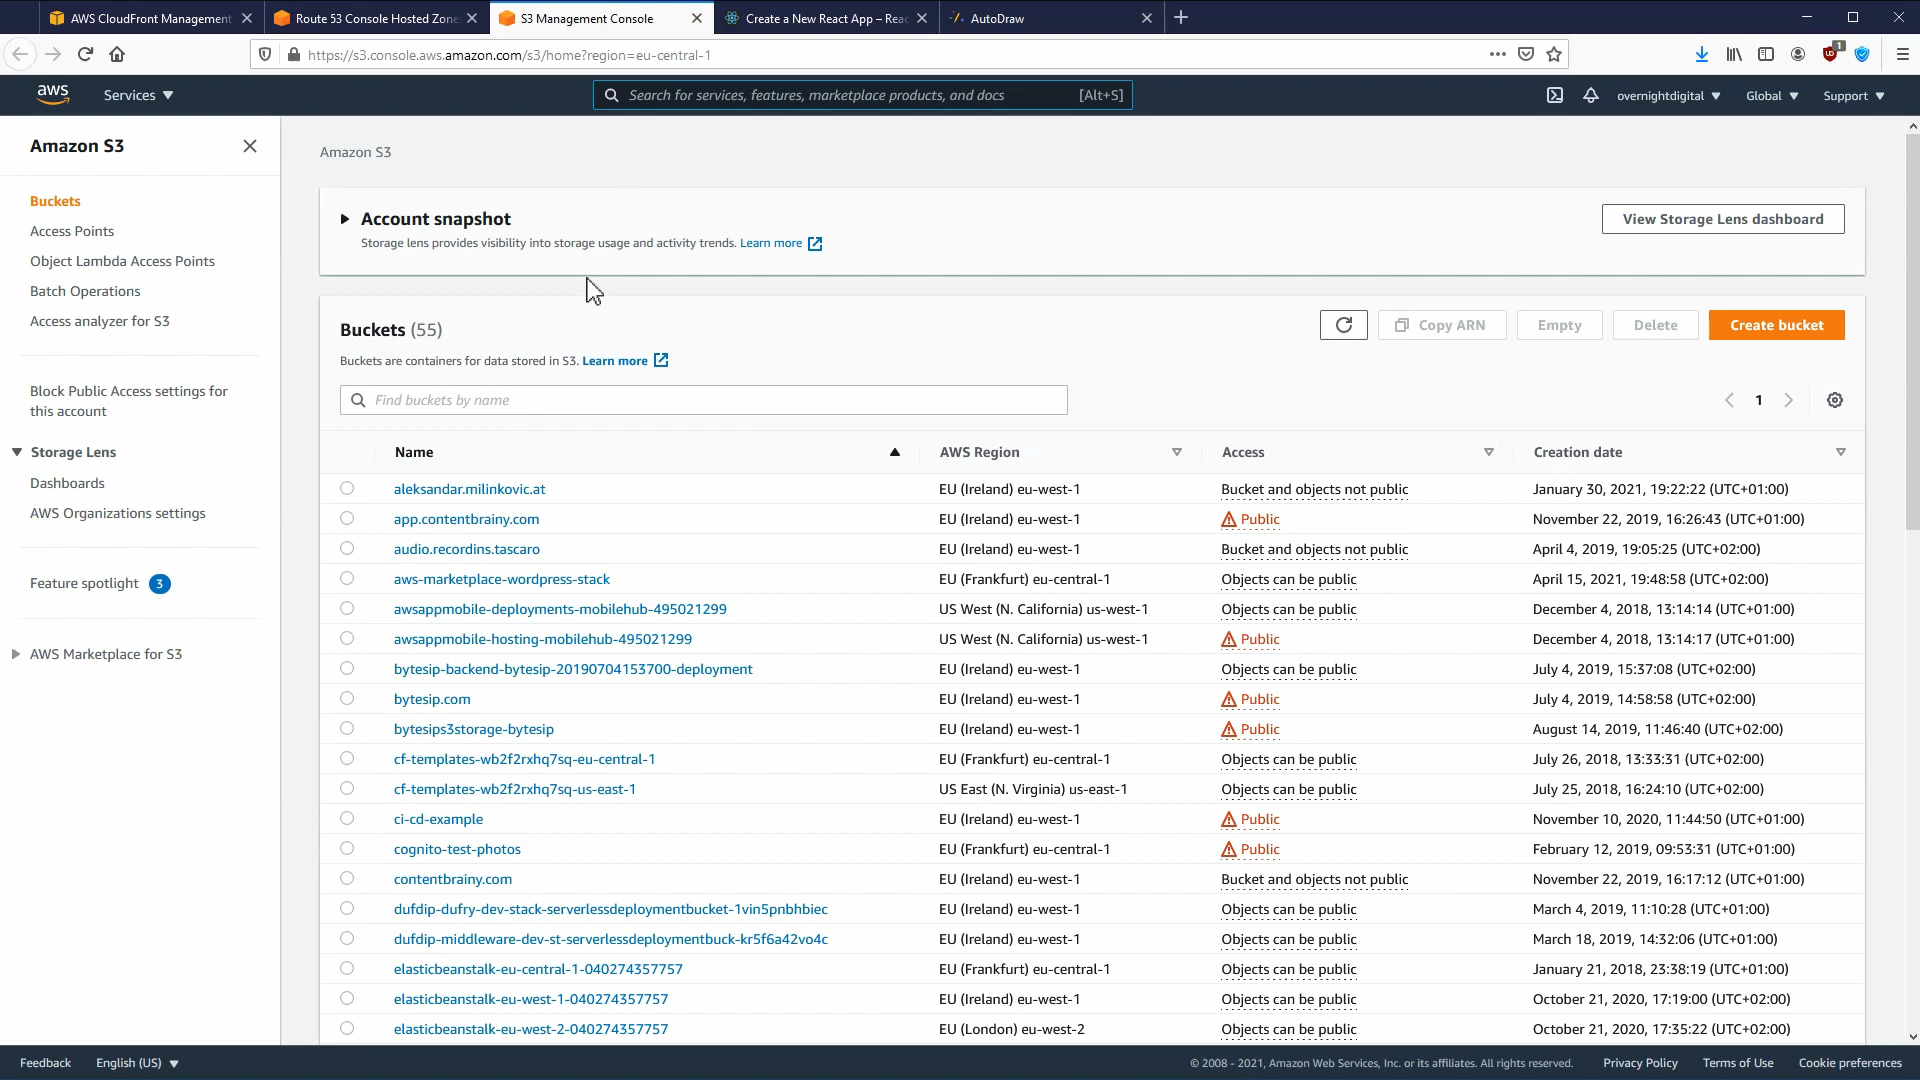 AWS CloudFront Management
Route 53 Console Hosted Zone
S3 Management Console
Create a New React App – Reac
AutoDraw
https://s3.console.aws.amazon.com/s3/home?region=eu-central-1
1
aws
Services
Search for services, features, marketplace products, and docs
[Alt+S]
overnightdigital
Global
Support
Amazon S3
Buckets
Access Points
Object Lambda Access Points
Batch Operations
Access analyzer for S3
Block Public Access settings for
this account
Storage Lens
Dashboards
AWS Organizations settings
Feature spotlight 3
AWS Marketplace for S3
Amazon S3
Account snapshot
Storage lens provides visibility into storage usage and activity trends. Learn more
View Storage Lens dashboard
Buckets (55)
Buckets are containers for data stored in S3. Learn more
Copy ARN
Empty
Delete
Create bucket
Find buckets by name
1
Name AWS Region Access Creation date
aleksandar.milinkovic.at EU (Ireland) eu-west-1 Bucket and objects not public January 30, 2021, 19:22:22 (UTC+01:00)
app.contentbrainy.com EU (Ireland) eu-west-1 Public November 22, 2019, 16:26:43 (UTC+01:00)
audio.recordins.tascaro EU (Ireland) eu-west-1 Bucket and objects not public April 4, 2019, 19:05:25 (UTC+02:00)
aws-marketplace-wordpress-stack EU (Frankfurt) eu-central-1 Objects can be public April 15, 2021, 19:48:58 (UTC+02:00)
awsappmobile-deployments-mobilehub-495021299 US West (N. California) us-west-1 Objects can be public December 4, 2018, 13:14:14 (UTC+01:00)
awsappmobile-hosting-mobilehub-495021299 US West (N. California) us-west-1 Public December 4, 2018, 13:14:17 (UTC+01:00)
bytesip-backend-bytesip-20190704153700-deployment EU (Ireland) eu-west-1 Objects can be public July 4, 2019, 15:37:08 (UTC+02:00)
bytesip.com EU (Ireland) eu-west-1 Public July 4, 2019, 14:58:58 (UTC+02:00)
bytesips3storage-bytesip EU (Ireland) eu-west-1 Public August 14, 2019, 11:46:40 (UTC+02:00)
cf-templates-wb2f2rxhq7sq-eu-central-1 EU (Frankfurt) eu-central-1 Objects can be public July 26, 2018, 13:33:31 (UTC+02:00)
cf-templates-wb2f2rxhq7sq-us-east-1 US East (N. Virginia) us-east-1 Objects can be public July 25, 2018, 16:24:10 (UTC+02:00)
ci-cd-example EU (Ireland) eu-west-1 Public November 10, 2020, 11:44:50 (UTC+01:00)
cognito-test-photos EU (Frankfurt) eu-central-1 Public February 12, 2019, 09:53:31 (UTC+01:00)
contentbrainy.com EU (Ireland) eu-west-1 Bucket and objects not public November 22, 2019, 16:17:12 (UTC+01:00)
dufdip-dufry-dev-stack-serverlessdeploymentbucket-1vin5pnbhbiec EU (Ireland) eu-west-1 Objects can be public March 4, 2019, 11:10:28 (UTC+01:00)
dufdip-middleware-dev-st-serverlessdeploymentbuck-kr5f6a42vo4c EU (Ireland) eu-west-1 Objects can be public March 18, 2019, 14:32:06 (UTC+01:00)
elasticbeanstalk-eu-central-1-040274357757 EU (Frankfurt) eu-central-1 Objects can be public January 21, 2018, 23:38:19 (UTC+01:00)
elasticbeanstalk-eu-west-1-040274357757 EU (Ireland) eu-west-1 Objects can be public October 21, 2020, 17:19:00 (UTC+02:00)
elasticbeanstalk-eu-west-2-040274357757 EU (London) eu-west-2 Objects can be public October 21, 2020, 17:35:22 (UTC+02:00)
Feedback English (US) © 2008 - 2021, Amazon Web Services, Inc. or its affiliates. All rights reserved. Privacy Policy Terms of Use Cookie preferences